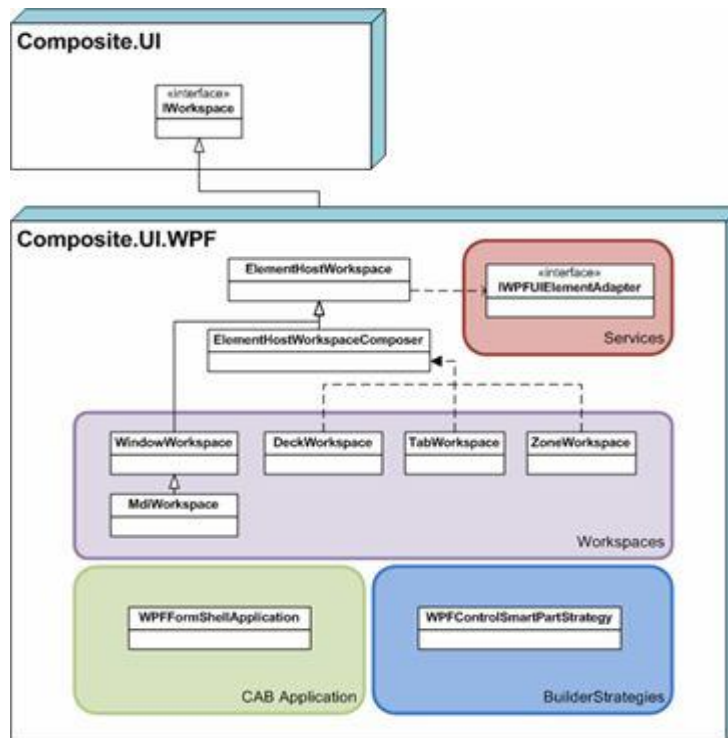 Composite.UI
«interface»
IWorkspace
Composite.UI.WPF
ElementHostWorkspace
«interface»
IWPFUIElementAdapter
Services
ElementHostWorkspaceComposer
WindowWorkspace
DeckWorkspace
TabWorkspace
ZoneWorkspace
MdiWorkspace
Workspaces
WPFFormShellApplication
CAB Application
WPFControlSmartPartStrategy
BuilderStrategies